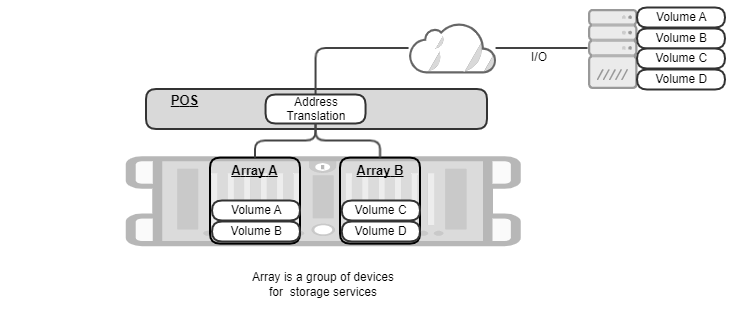 Volume A
Volume B
Volume C
Volume D
I/O
POS
Address
Translation
Array A
Array B
Volume A
Volume C
Volume B
Volume D
Array is a group of devices
for storage services